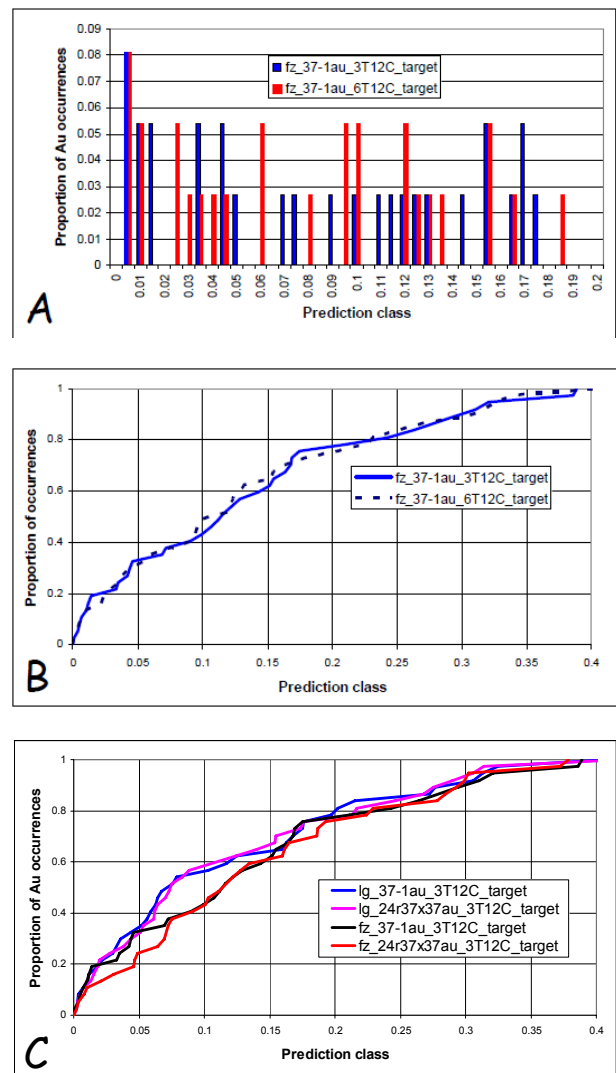 0.09
0.08
0.07
0.06
0.05
0.04
0.03
0.02
0.01
0
Proportion of Au occurrences
fz_37-1au_3T12C_target
fz_37-1au_6T12C_target
0 0.01 0.02 0.03 0.04 0.05 0.06 0.07 0.08 0.09 0.1 0.11 0.12 0.13 0.14 0.15 0.16 0.17 0.18 0.19 0.2
Prediction class
A
1
0.8
0.6
0.4
0.2
0
Proportion of occurrences
fz_37-1au_3T12C_target
fz_37-1au_6T12C_target
0 0.05 0.1 0.15 0.2 0.25 0.3 0.35 0.4
Prediction class
B
1
0.8
0.6
0.4
0.2
0
Proportion of Au occurrences
lg_37-1au_3T12C_target
lg_24r37x37au_3T12C_target
fz_37-1au_3T12C_target
fz_24r37x37au_3T12C_target
0 0.05 0.1 0.15 0.2 0.25 0.3 0.35 0.4
Prediction class
C